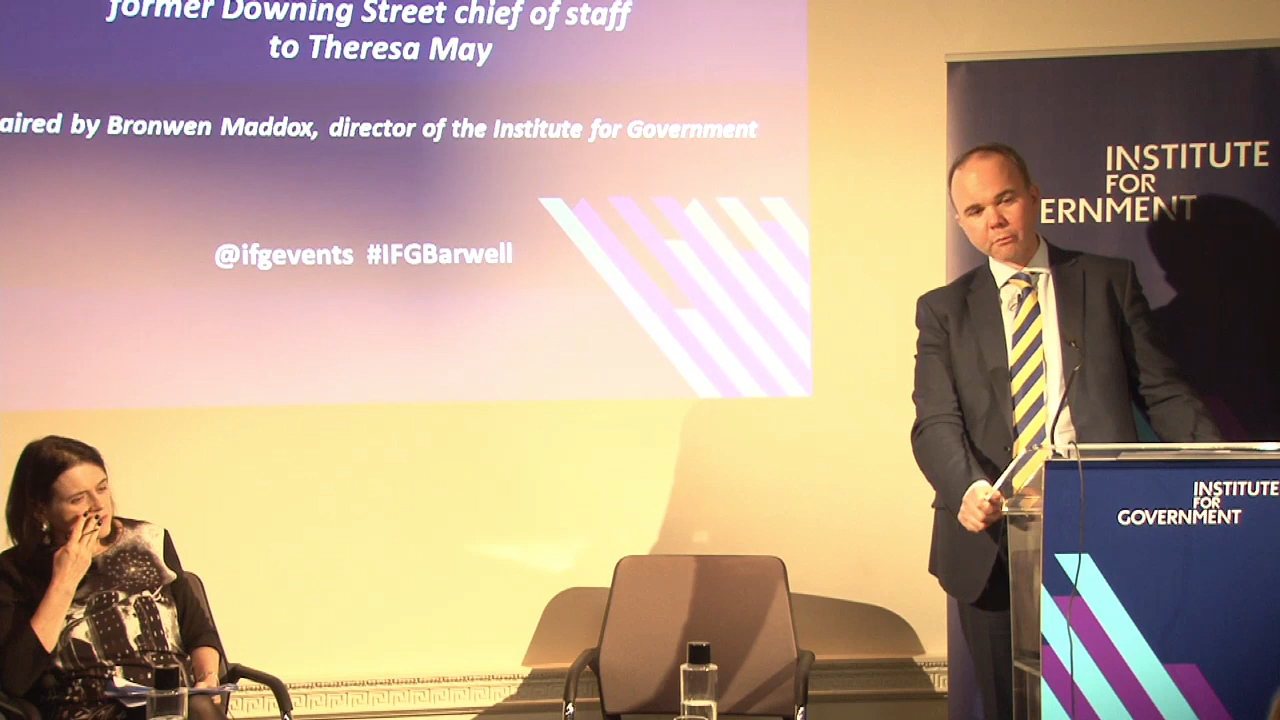 former Downing Street chief of staff
to Theresa May
aired by Bronwen Maddox, director of the Institute for Government
@ifgevents #IFGBarwell
INSTITUTE
FOR
ERNMENT
INSTITUTE
FOR
GOVERNMENT